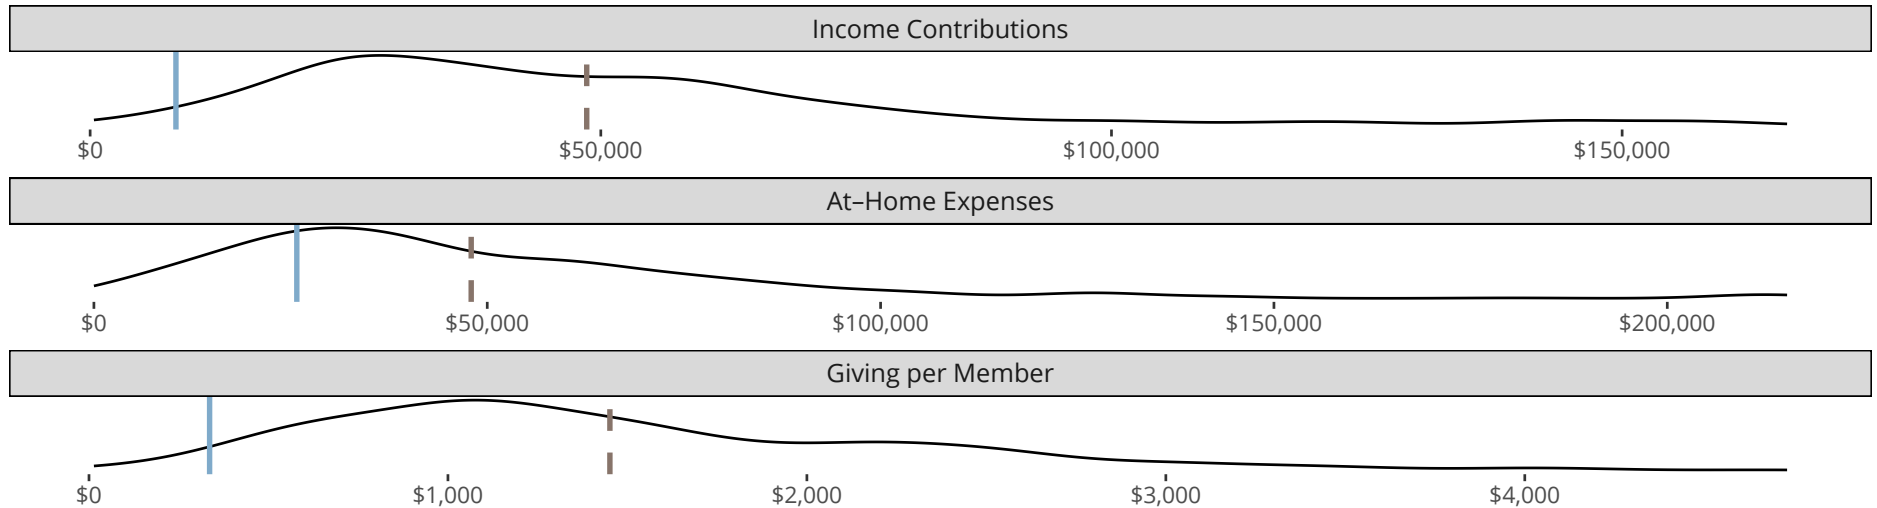 Income Contributions
$0 $50,000 $100,000 $150,000
At–Home Expenses
$0 $50,000 $100,000 $150,000 $200,000
Giving per Member
$0 $1,000 $2,000 $3,000 $4,000